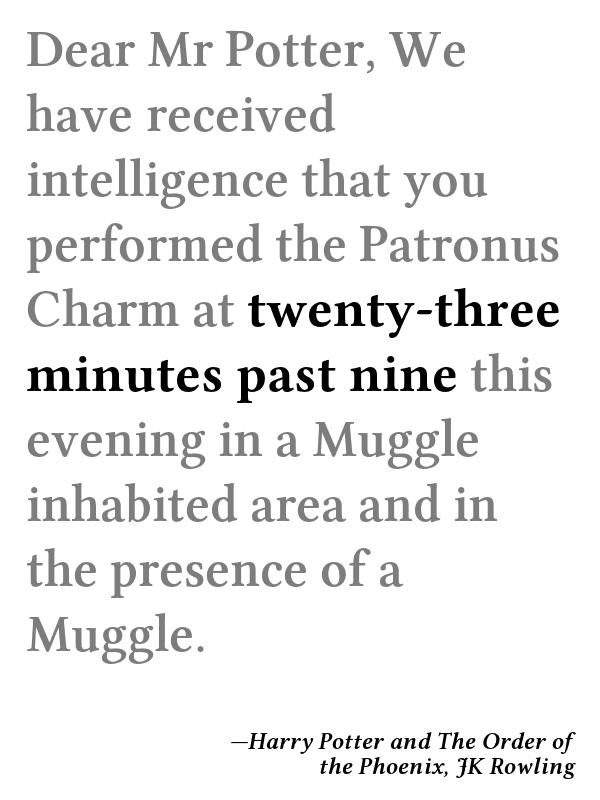 Dear Mr Potter, We
have received
intelligence that you
performed the Patronus
Charm at twenty-three
minutes past nine this
evening in a Muggle
inhabited area and in
the presence of a
Muggle.
—Harry Potter and The Order of
the Phoenix, JK Rowling